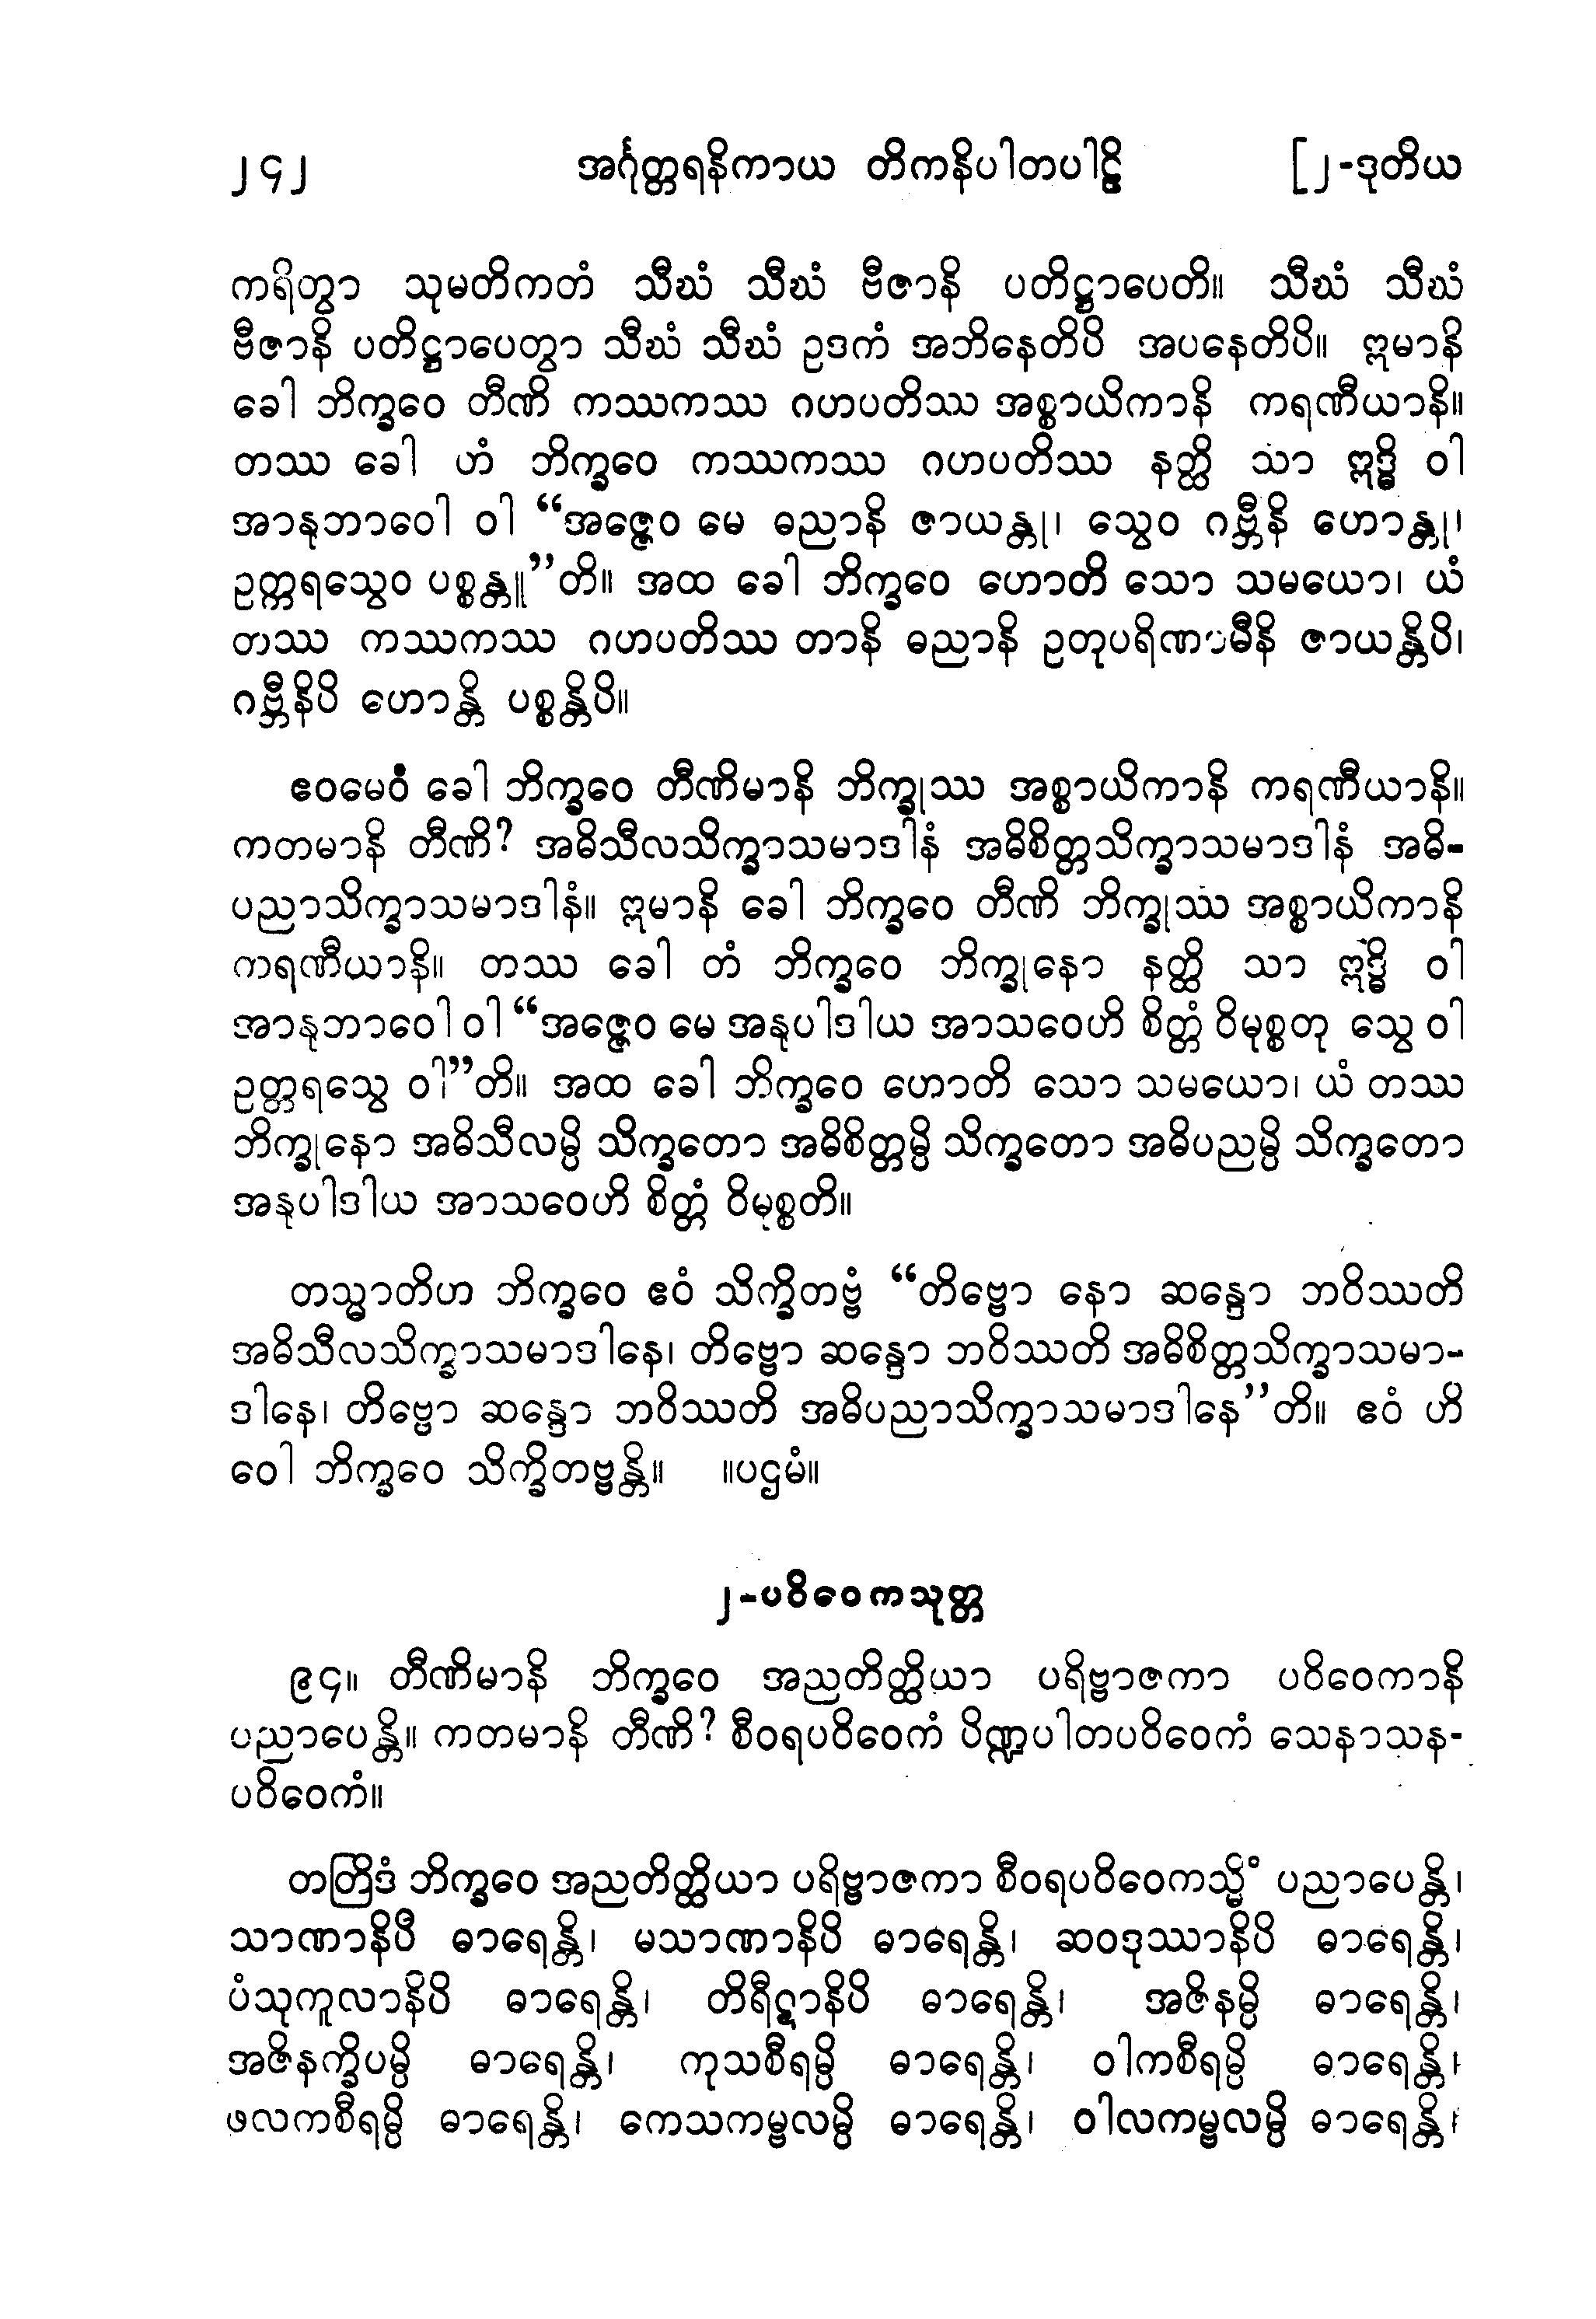 ၂၄၂ အင်္ဂုတ္တရနိကာယ တိကနိပါတပါဠိ [၂-ဒုတိယ
ကရိတွာ သုမတိကတံ သီဃံ သီဃံ ဗီဇာနိ ပတိဋ္ဌာပေတိ။ သီဃံ သီဃံ
ဗီဇာနိ ပတိဋ္ဌာပေတွာ သီဃံ သီဃံ ဥဒကံ အဘိနေတိပိ အပနေတိပိ။ ဣမာနိ
ခေါ ဘိက္ခဝေ တီဏိ ကဿကဿ ဂဟပတိဿ အစ္စာယိကာနိ ကရဏီယာနိ။
တဿ ခေါ ဟံ ဘိက္ခဝေ ကဿကဿ ဂဟပတိဿ နတ္ထိ သာ ဣဒ္ဓိ ဝါ
အာနုဘာဝေါ ဝါ “အဇ္ဇေဝ မေ ဓညာနိ ဇာယန္တု၊ သွေဝ ဂဗ္ဘီနိ ဟောန္တု၊
ဥက္ကရသွေဝ ပစ္စန္တူ”တိ။ အထ ခေါ ဘိက္ခဝေ ဟောတိ သော သမယော၊ ယံ
တဿ ကဿကဿ ဂဟပတိဿ တာနိ ဓညာနိ ဥတုပရိဏာမီနိ ဇာယန္တိပိ၊
ဂဗ္ဘီနိပိ ဟောန္တိ ပစ္စန္တိပိ။
ဧဝမေဝံ ခေါ ဘိက္ခဝေ တီဏိမာနိ ဘိက္ခုဿ အစ္စာယိကာနိ ကရဏီယာနိ။
ကတမာနိ တီဏိ? အဓိသီလသိက္ခာသမာဒါနံ အဓိစိတ္တသိက္ခာသမာဒါနံ အဓိ-
ပညာသိက္ခာသမာဒါနံ။ ဣမာနိ ခေါ ဘိက္ခဝေ တီဏိ ဘိက္ခုဿ အစ္စာယိကာနိ
ကရဏီယာနိ။ တဿ ခေါ တံ ဘိက္ခဝေ ဘိက္ခုနော နတ္ထိ သာ ဣဒ္ဓိ ဝါ
အာနုဘာဝေါ ဝါ “အဇ္ဇေဝ မေ အနုပါဒါယ အာသဝေဟိ စိတ္တံ ဝိမုစ္စတု သွေ ဝါ
ဥတ္တရသွေ ဝါ”တိ။ အထ ခေါ ဘိက္ခဝေ ဟောတိ သော သမယော၊ ယံ တဿ
ဘိက္ခုနော အဓိသီလမ္ပိ သိက္ခတော အဓိစိတ္တမ္ပိ သိက္ခတော အဓိပညမ္ပိ သိက္ခတော
အနုပါဒါယ အာသဝေဟိ စိတ္တံ ဝိမုစ္စတိ။
တသ္မာတိဟ ဘိက္ခဝေ ဧဝံ သိက္ခိတဗ္ဗံ “တိဗ္ဗော နော ဆန္ဒော ဘဝိဿတိ
အဓိသီလသိက္ခာသမာဒါနေ၊ တိဗ္ဗော ဆန္ဒော ဘဝိဿတိ အဓိစိတ္တသိက္ခာသမာ-
ဒါနေ၊ တိဗ္ဗော ဆန္ဒော ဘဝိဿတိ အဓိပညာသိက္ခာသမာဒါနေ”တိ။ ဧဝံ ဟိ
ဝေါ ဘိက္ခဝေ သိက္ခိတဗ္ဗန္တိ။ ။ပဌမံ။
၂-ပဝိဝေကသုတ္တ
၉၄။ တီဏိမာနိ ဘိက္ခဝေ အညတိတ္ထိယာ ပရိဗ္ဗာဇကာ ပဝိဝေကာနိ
ပညာပေန္တိ။ ကတမာနိ တီဏိ? စီဝရပဝိဝေကံ ပိဏ္ဍပါတပဝိဝေကံ သေနာသန-
ပဝိဝေကံ။
တတြိဒံ ဘိက္ခဝေ အညတိတ္ထိယာ ပရိဗ္ဗာဇကာ စီဝရပဝိဝေကသ္မိံ ပညာပေန္တိ၊
သာဏာနိပိ ဓာရေန္တိ၊ မသာဏာနိပိ ဓာရေန္တိ၊ ဆဝဒုဿာနိပိ ဓာရေန္တိ၊
ပံသုကူလာနိပိ ဓာရေန္တိ၊ တိရီဋာနိပိ ဓာရေန္တိ၊ အဇိနမ္ပိ ဓာရေန္တိ၊
အဇိနက္ခိပမ္ပိ ဓာရေန္တိ၊ ကုသစီရမ္ပိ ဓာရေန္တိ၊ ဝါကစီရမ္ပိ ဓာရေန္တိ၊
ဖလကစီရမ္ပိ ဓာရေန္တိ၊ ကေသကမ္ဗလမ္ပိ ဓာရေန္တိ၊ ဝါလကမ္ဗလမ္ပိ ဓာရေန္တိ၊